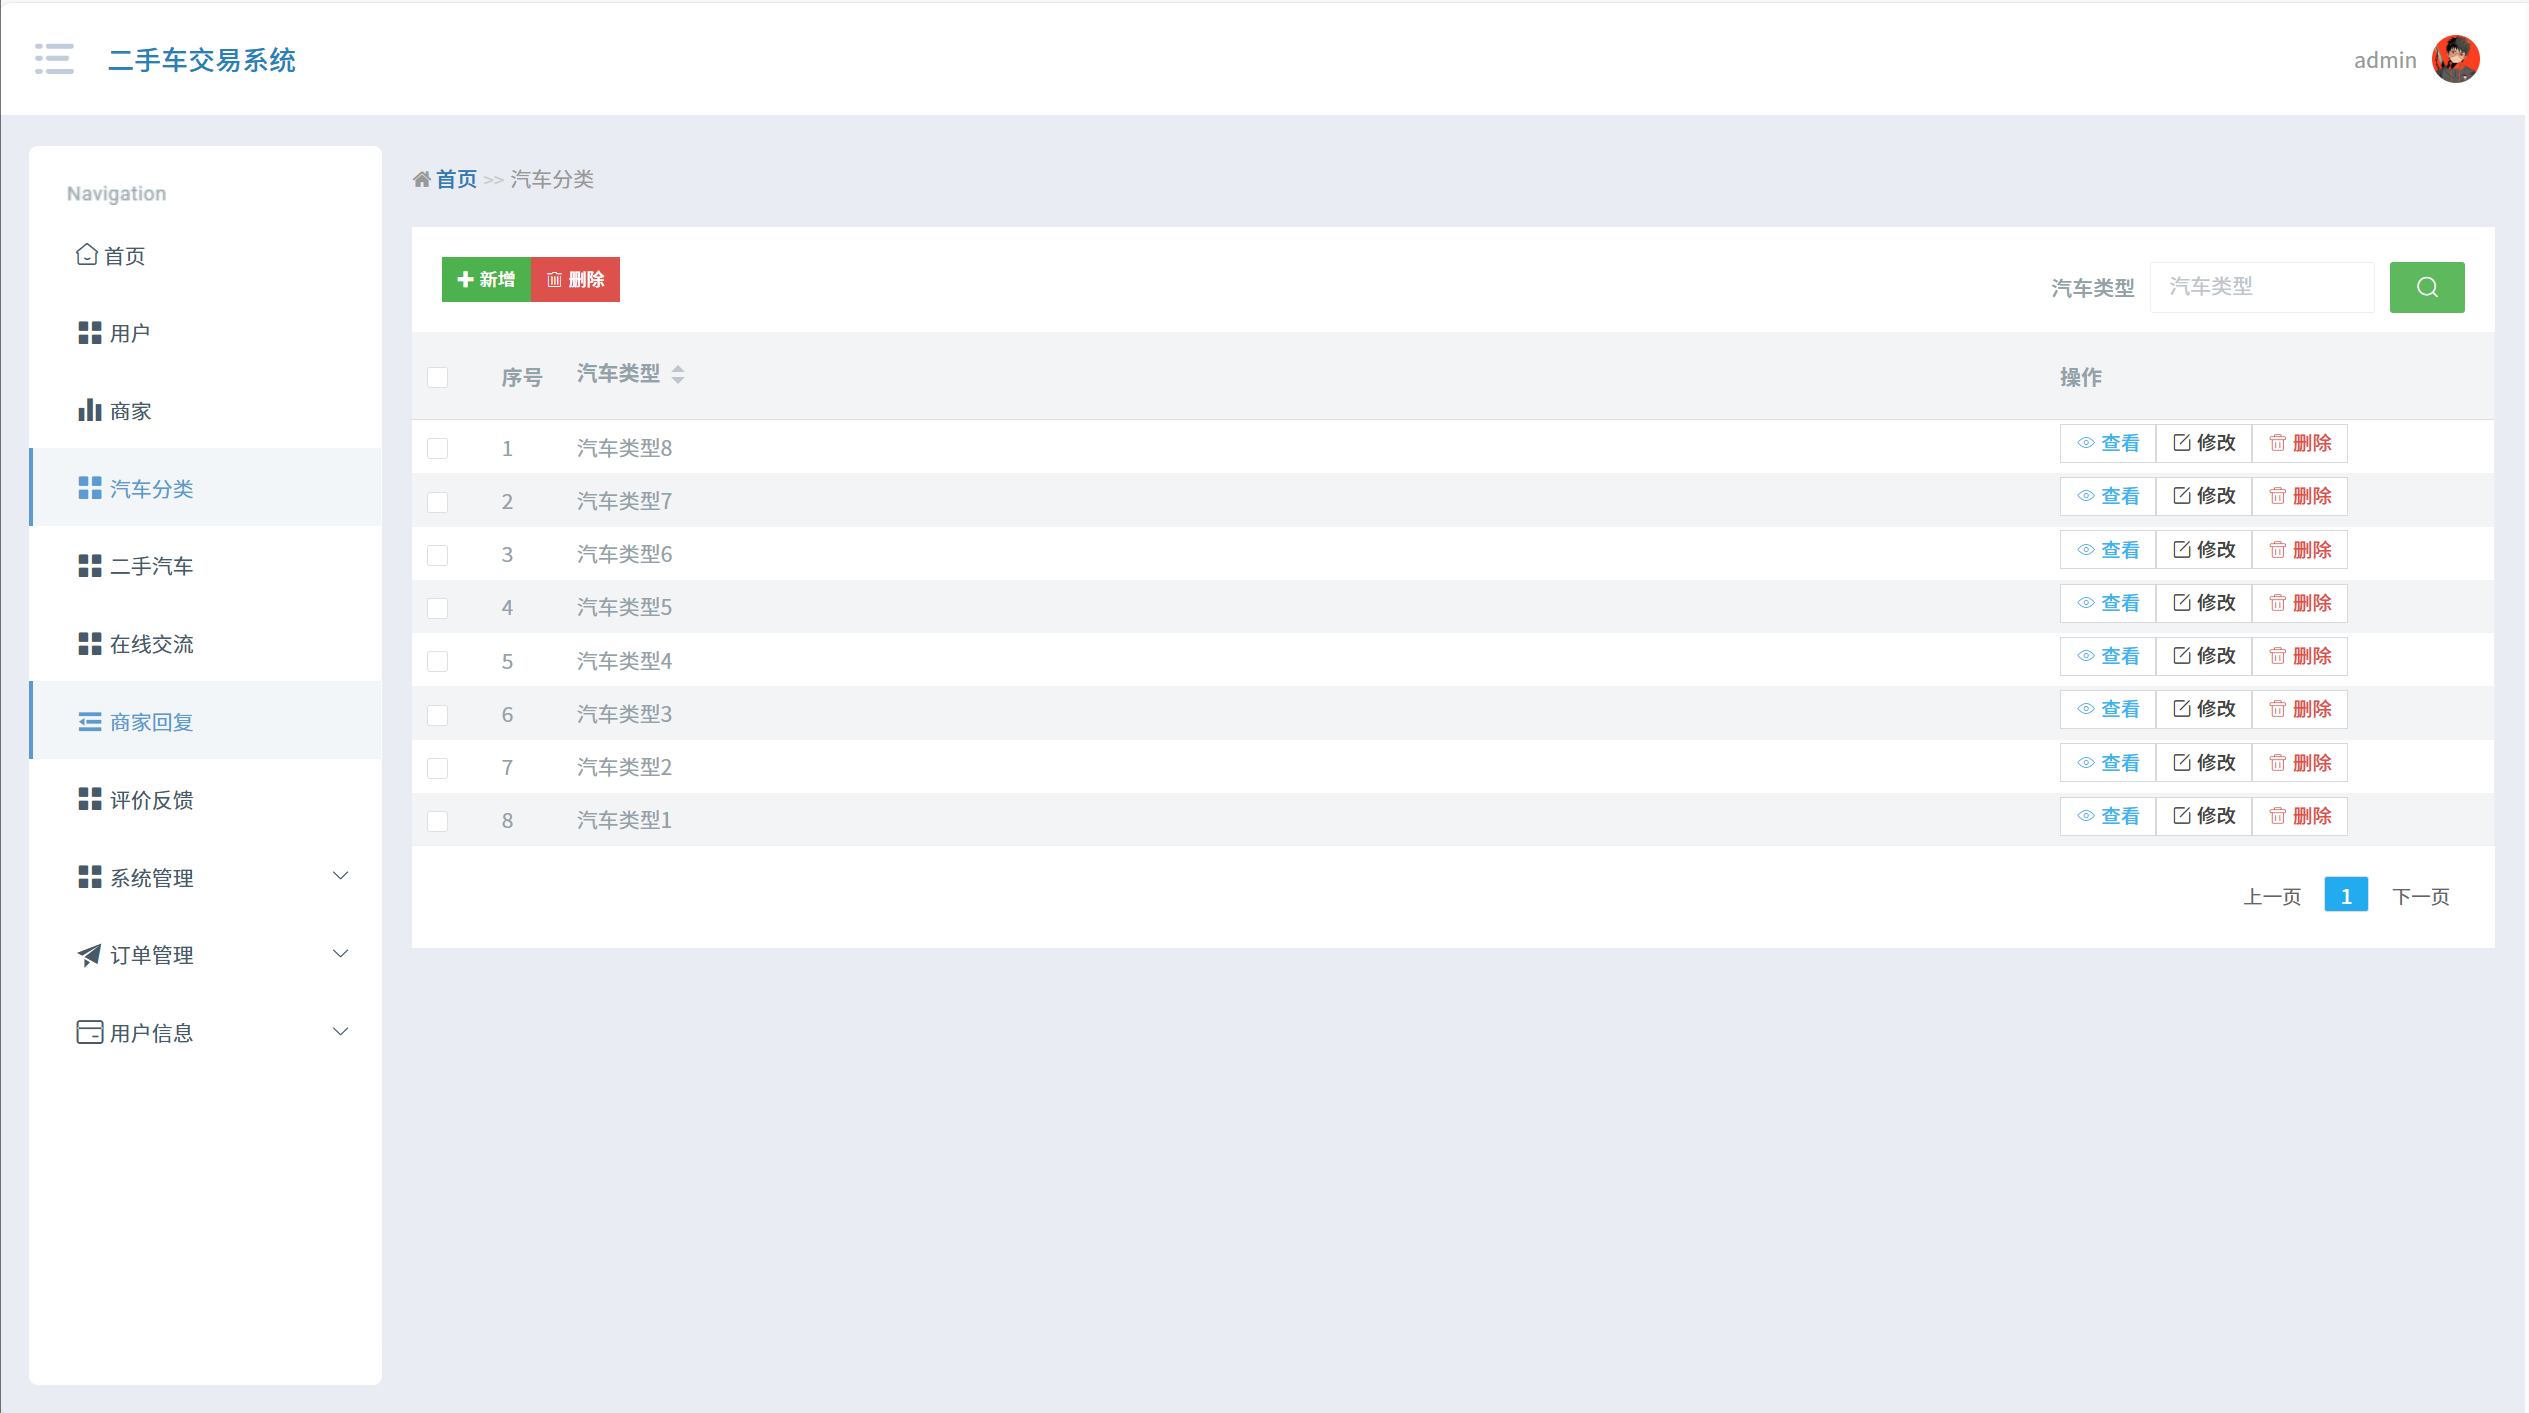 二手车交易系统
admin
Navigation
首页
用户
商家
汽车分类
二手汽车
在线交流
商家回复
评价反馈
系统管理
订单管理
用户信息
首页 >> 汽车分类
新增 删除
汽车类型 汽车类型
序号 汽车类型 操作
1 汽车类型8 查看 修改 删除
2 汽车类型7 查看 修改 删除
3 汽车类型6 查看 修改 删除
4 汽车类型5 查看 修改 删除
5 汽车类型4 查看 修改 删除
6 汽车类型3 查看 修改 删除
7 汽车类型2 查看 修改 删除
8 汽车类型1 查看 修改 删除
上一页 1 下一页